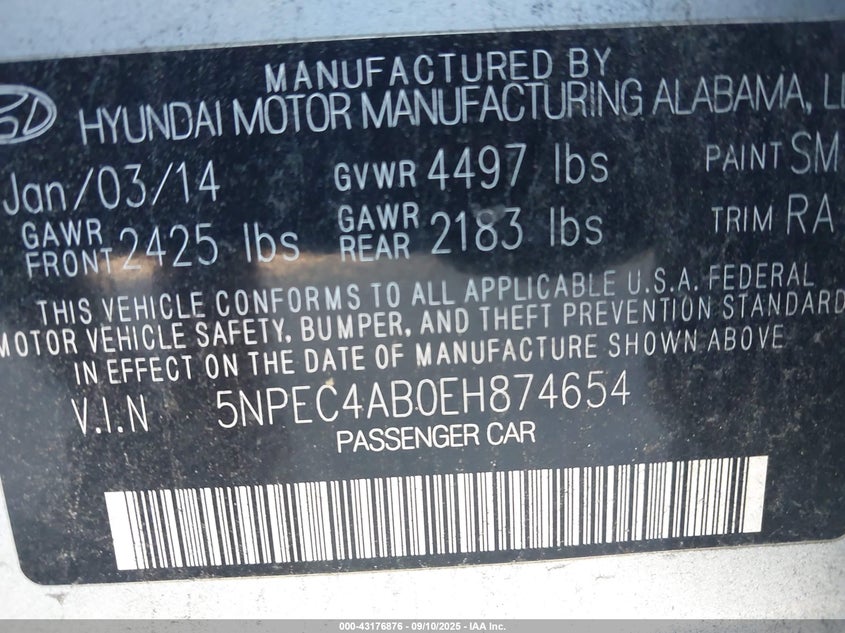 MANUFACTURED BY
HYUNDAI MOTOR MANUFACTURING ALABAMA, LL
Jan/03/14 GVWR 4497 lbs PAINT SM
GAWR FRONT 2425 lbs GAWR REAR 2183 lbs TRIM RA
THIS VEHICLE CONFORMS TO ALL APPLICABLE U.S.A. FEDERAL
MOTOR VEHICLE SAFETY, BUMPER, AND THEFT PREVENTION STANDARD
IN EFFECT ON THE DATE OF MANUFACTURE SHOWN ABOVE
V.I.N 5NPEC4AB0EH874654
PASSENGER CAR
000-43176876 - 09/10/2025 - IAA Inc.